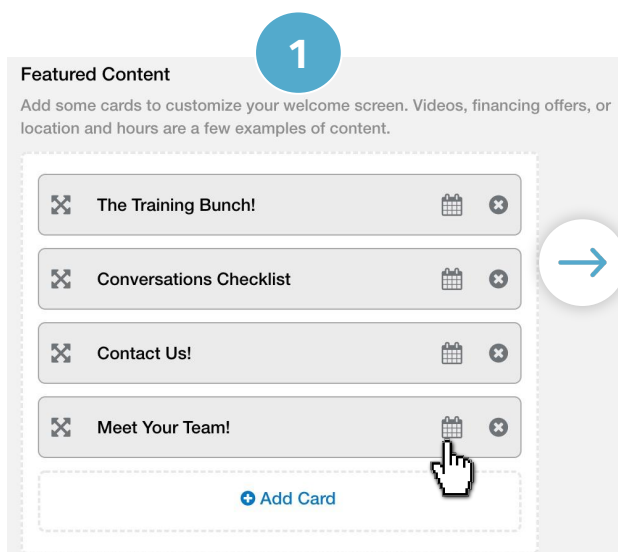 1
Featured Content
Add some cards to customize your welcome screen. Videos, financing offers, or
location and hours are a few examples of content.
The Training Bunch!
Conversations Checklist
Contact Us!
Meet Your Team!
Add Card